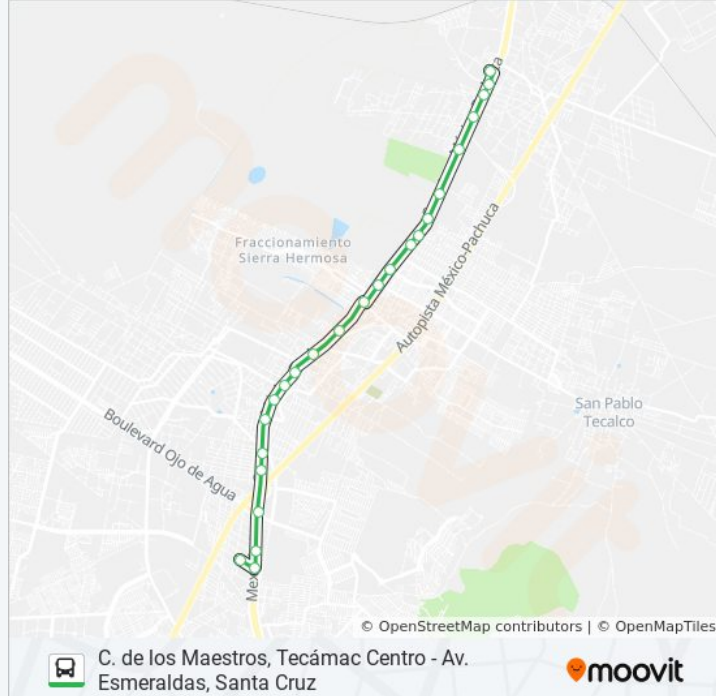 Fraccionamiento
Sierra Hermosa
Autopista México-Pachuca
San Pablo
Tecalco
Boulevard Ojo de Agua
Mex
© OpenStreetMap contributors | © OpenMapTiles
C. de los Maestros, Tecámac Centro - Av.
Esmeraldas, Santa Cruz
moovit